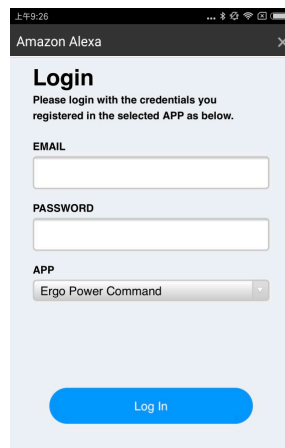 上午9:26
Amazon Alexa
Login
Please login with the credentials you
registered in the selected APP as below.
EMAIL
PASSWORD
APP
Ergo Power Command
Log In